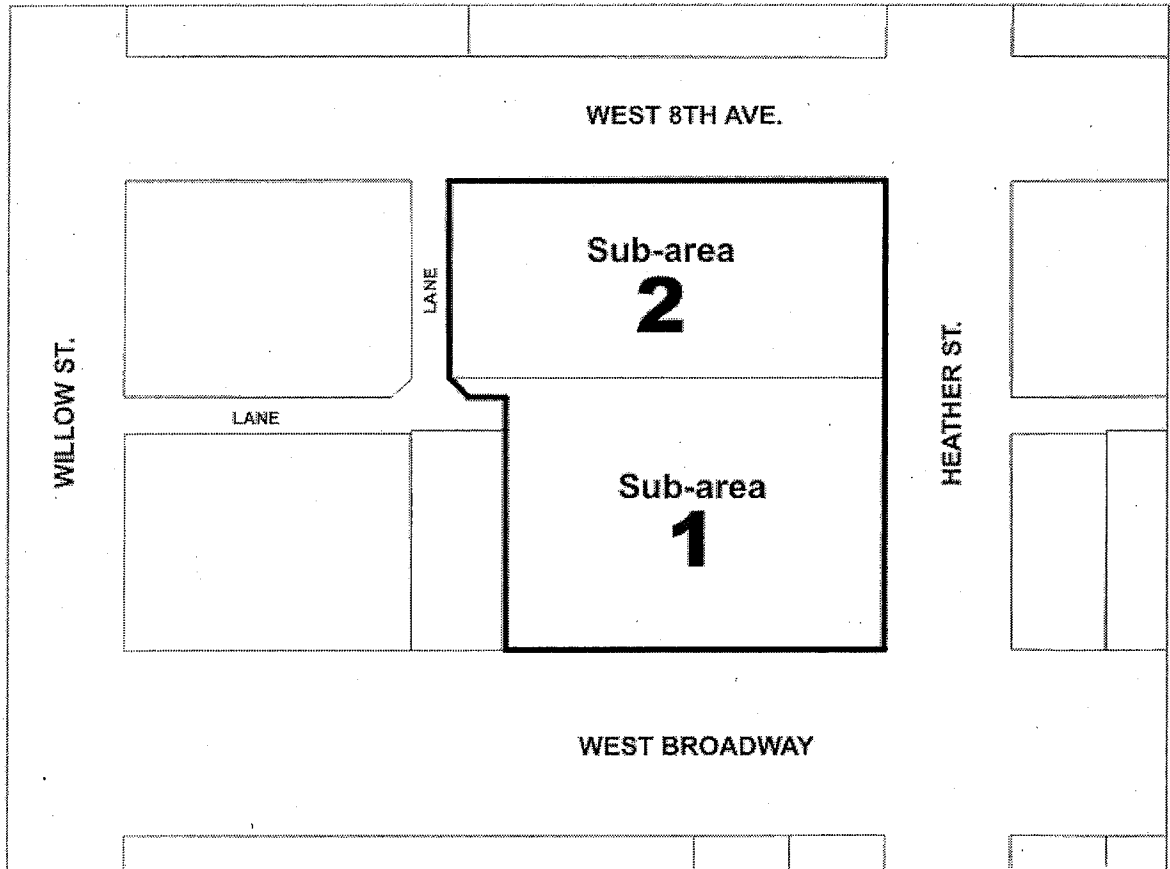 WEST 8TH AVE.
Sub-area
2
LANE
WILLOW ST.
HEATHER ST.
LANE
Sub-area
1
WEST BROADWAY